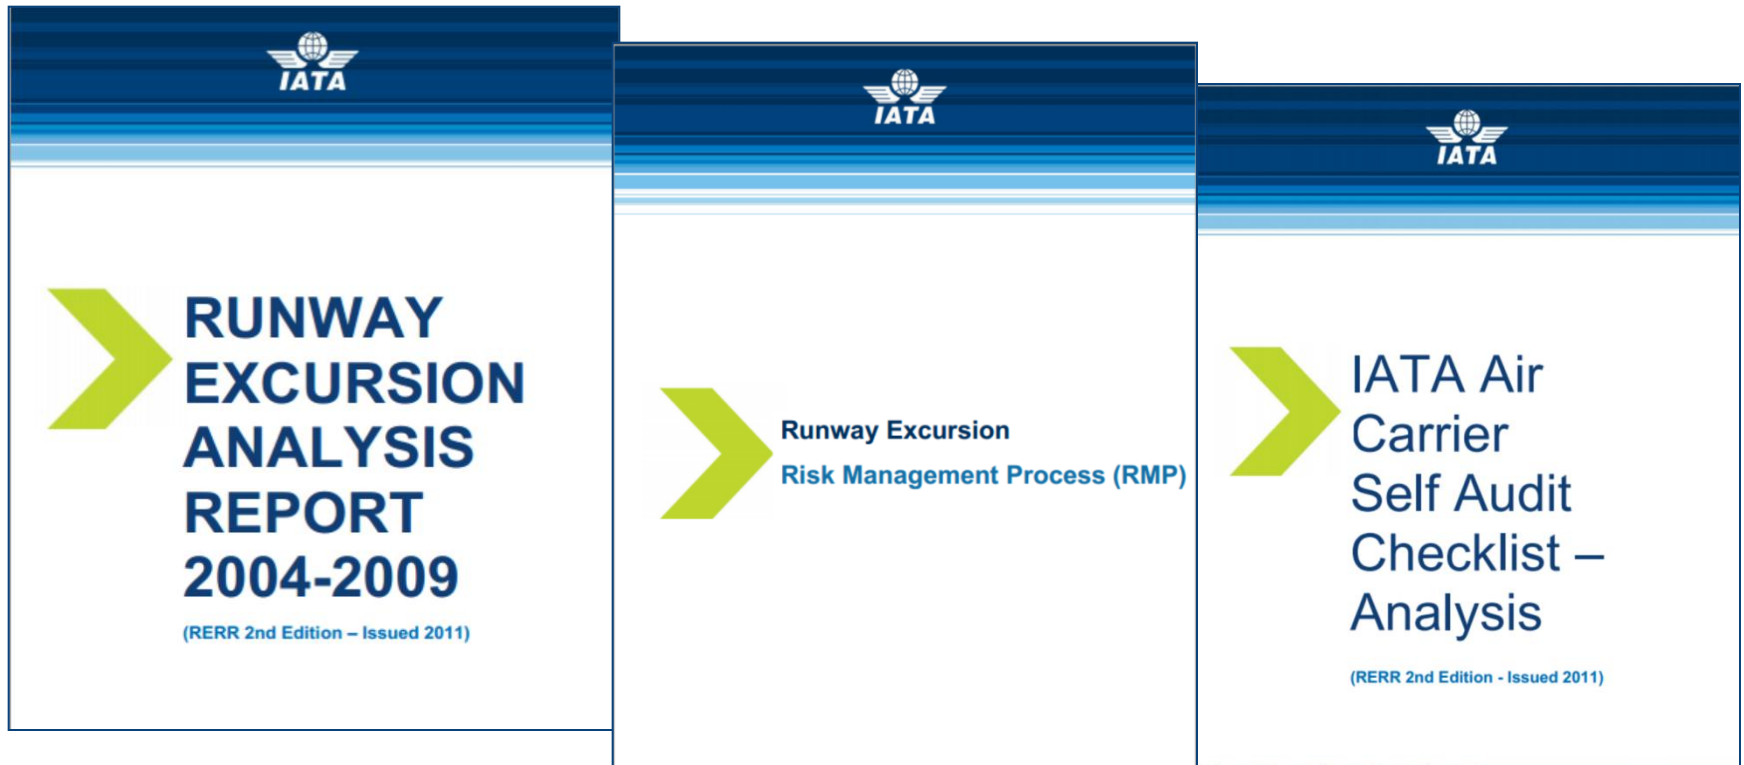 IATA
RUNWAY
EXCURSION
ANALYSIS
REPORT
2004-2009
(RERR 2nd Edition – Issued 2011)
IATA
Runway Excursion
Risk Management Process (RMP)
IATA
IATA Air
Carrier
Self Audit
Checklist –
Analysis
(RERR 2nd Edition - Issued 2011)